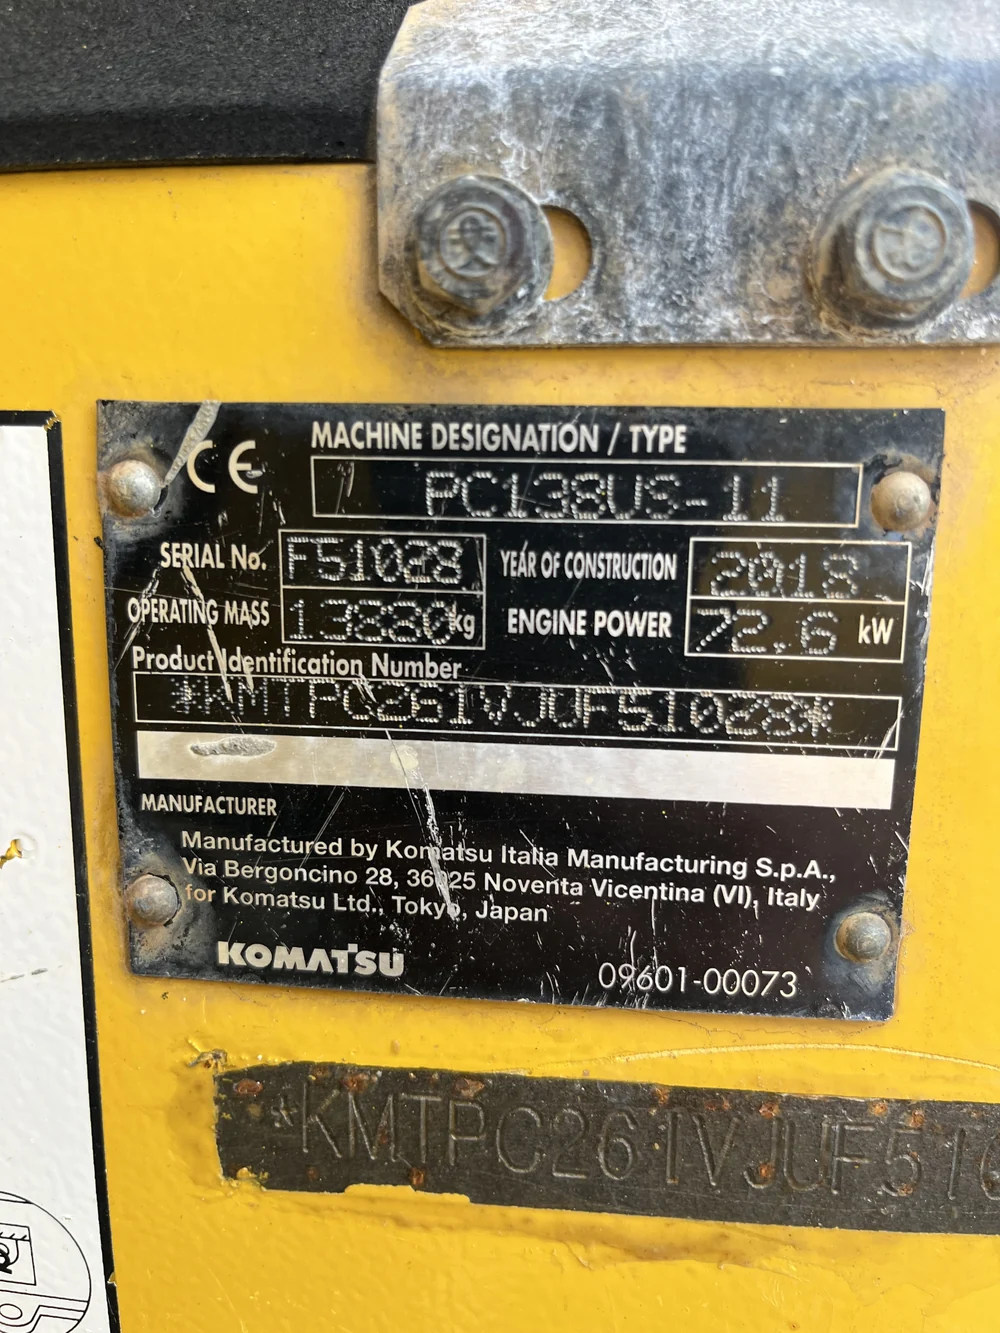 CE
MACHINE DESIGNATION / TYPE
PC138US-11
SERIAL No. F51028 YEAR OF CONSTRUCTION 2018
OPERATING MASS 13880kg ENGINE POWER 72.6 kW
Product Identification Number
*KMTPC261VJUF51028*
MANUFACTURER
Manufactured by Komatsu Italia Manufacturing S.p.A.,
Via Bergoncino 28, 36025 Noventa Vicentina (VI), Italy
for Komatsu Ltd., Tokyo, Japan
KOMATSU 09601-00073
*KMTPC261VJUF510